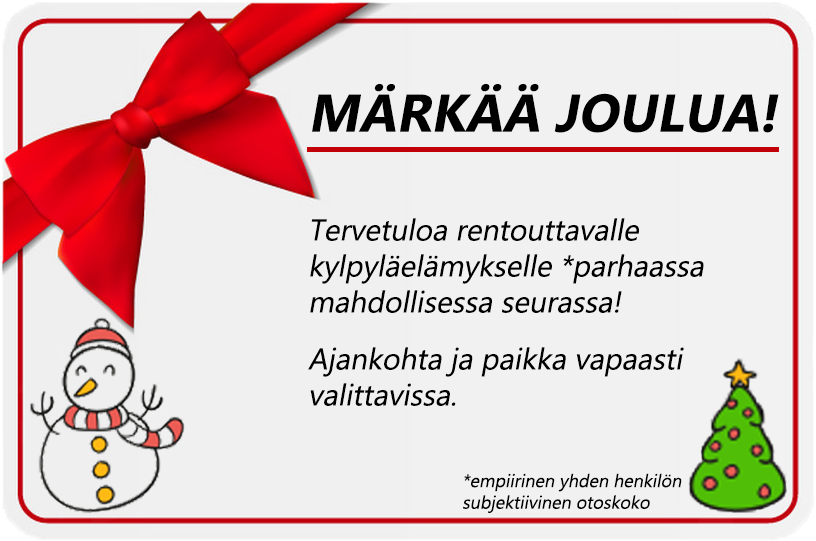 MÄRKÄÄ JOULUA!
Tervetuloa rentouttavalle
kylpyläelämykselle *parhaassa
mahdollisessa seurassa!
Ajankohta ja paikka vapaasti
valittavissa.
*empiirinen yhden henkilön
subjektiivinen otoskoko